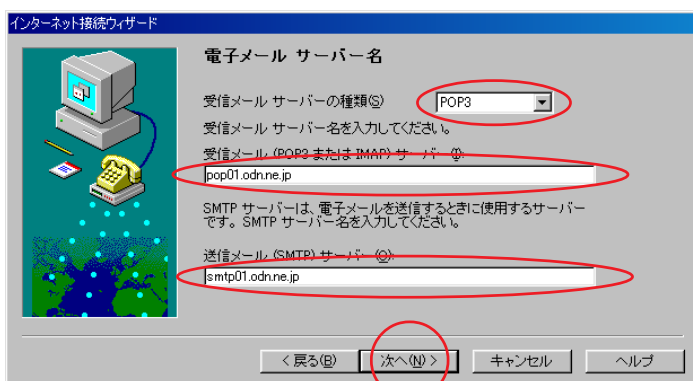 インターネット接続ウィザード
電子メール サーバー名
受信メール サーバーの種類(S)
POP3
受信メール サーバー名を入力してください。
受信メール (POP3 または IMAP) サーバー (I):
pop01.odn.ne.jp
SMTP サーバーは、電子メールを送信するときに使用するサーバー
です。 SMTP サーバー名を入力してください。
送信メール (SMTP) サーバー (O):
smtp01.odn.ne.jp
< 戻る(B)
次へ(N) >
キャンセル
ヘルプ